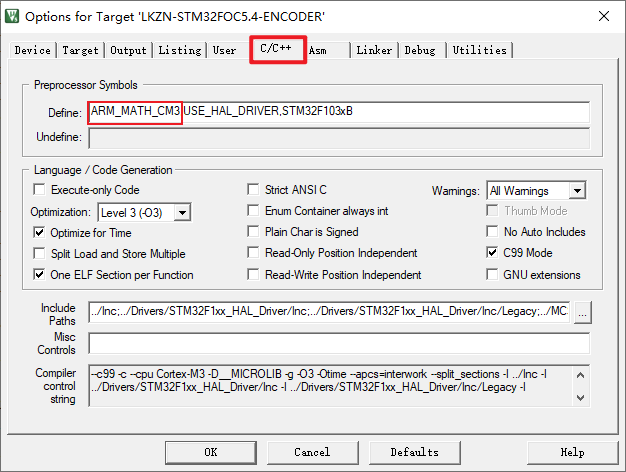 Options for Target 'LKZN-STM32FOC5.4-ENCODER'
Device Target Output Listing User C/C++ Asm Linker Debug Utilities
Preprocessor Symbols
Define: ARM_MATH_CM3,USE_HAL_DRIVER,STM32F103xB
Undefine:
Language / Code Generation
Execute-only Code Strict ANSI C Warnings: All Warnings
Optimization: Level 3 (-O3) Enum Container always int Thumb Mode
Optimize for Time Plain Char is Signed No Auto Includes
Split Load and Store Multiple Read-Only Position Independent C99 Mode
One ELF Section per Function Read-Write Position Independent GNU extensions
Include Paths ../Inc;../Drivers/STM32F1xx_HAL_Driver/Inc;../Drivers/STM32F1xx_HAL_Driver/Inc/Legacy;../MC ...
Misc Controls
Compiler control string --c99 -c --cpu Cortex-M3 -D__MICROLIB -g -O3 -Otime --apcs=interwork --split_sections -I ../Inc -I
../Drivers/STM32F1xx_HAL_Driver/Inc -I ../Drivers/STM32F1xx_HAL_Driver/Inc/Legacy -I
OK Cancel Defaults Help